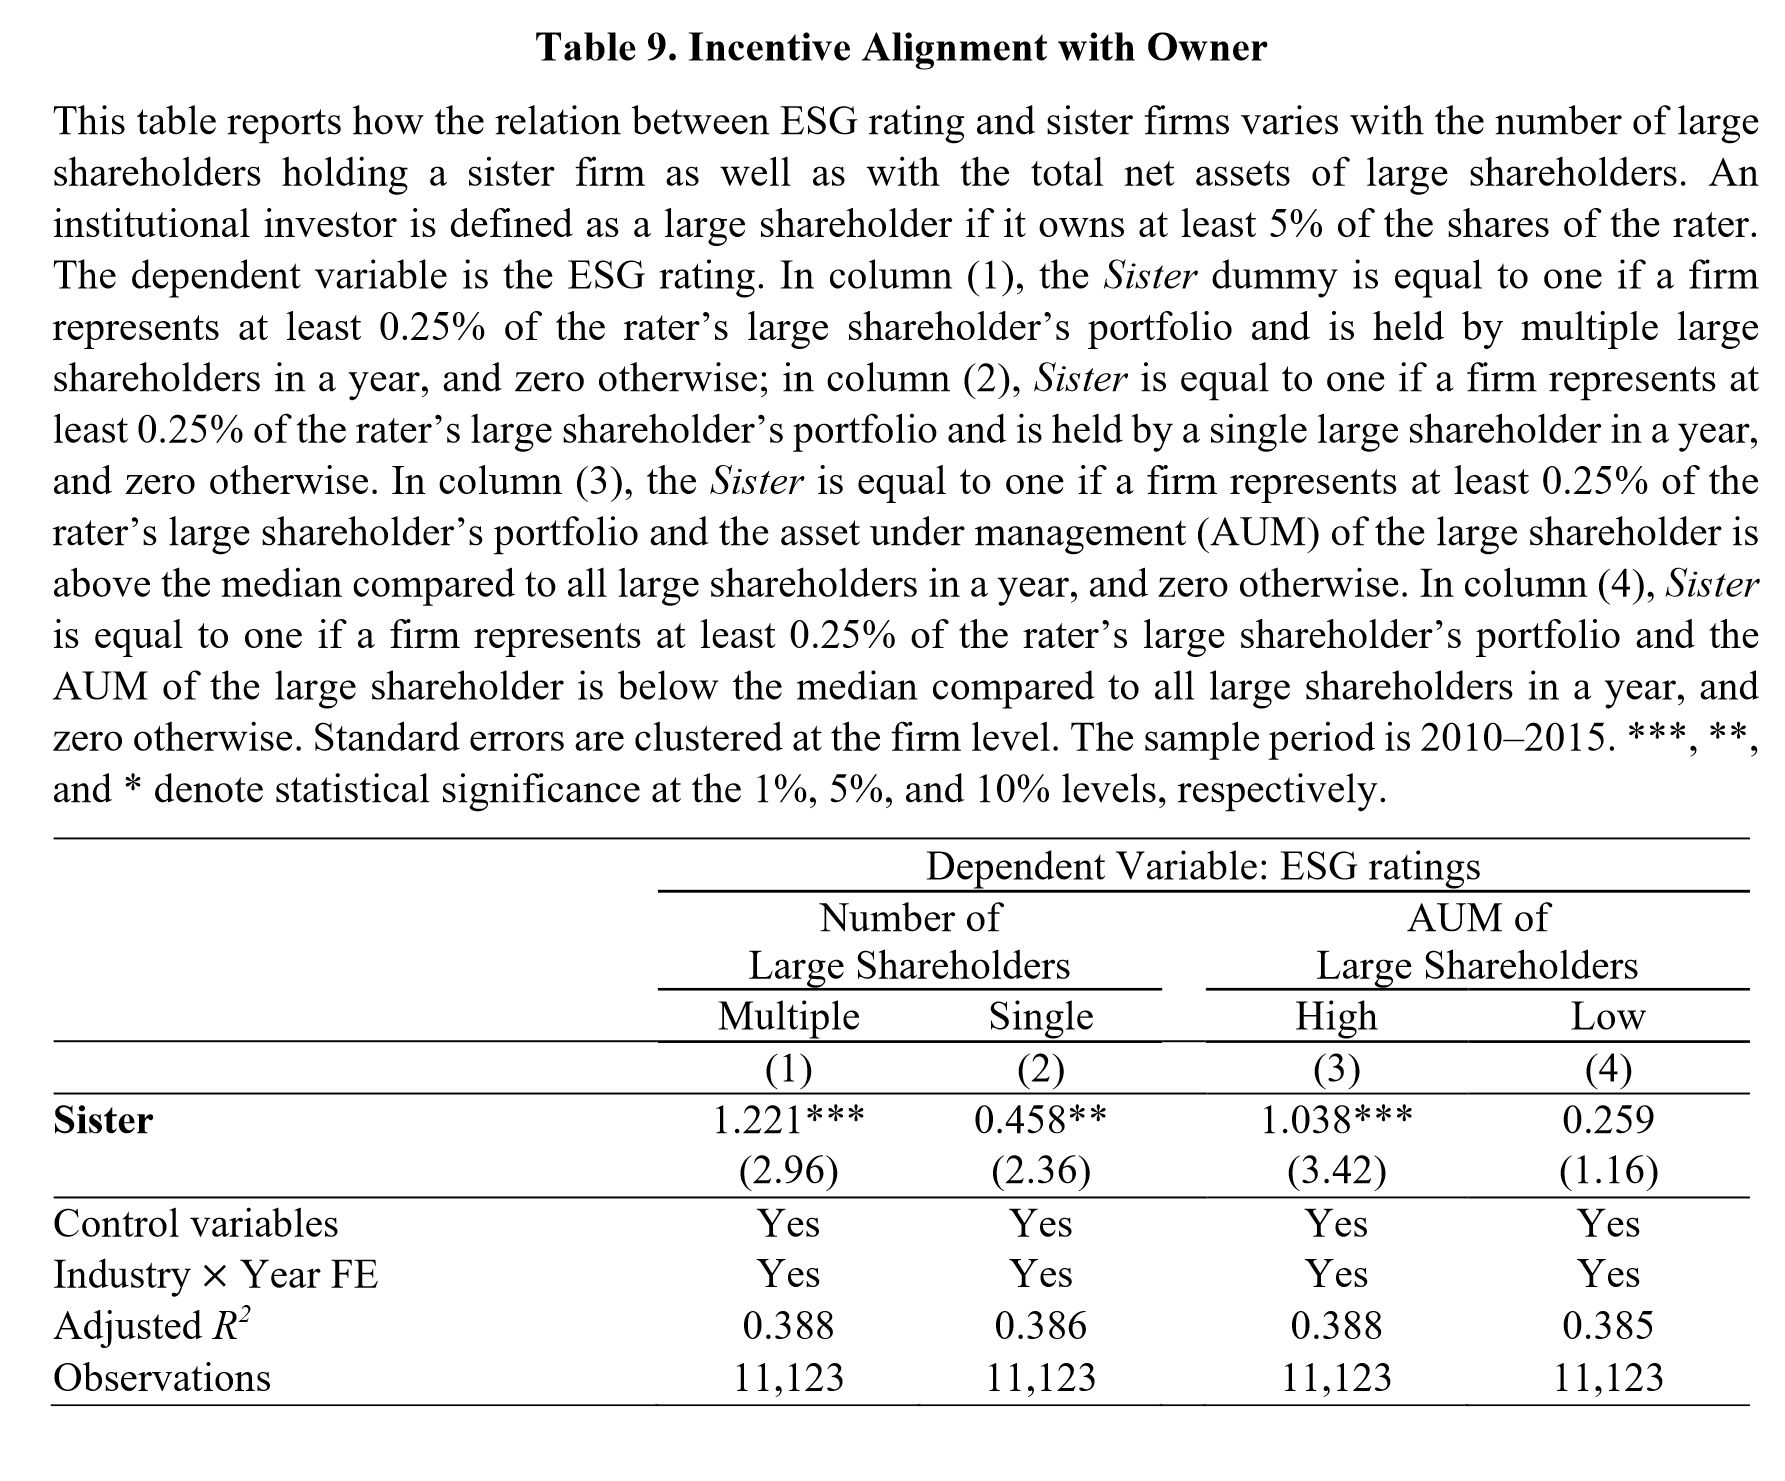 Table 9. Incentive Alignment with Owner
This table reports how the relation between ESG rating and sister firms varies with the number of large
shareholders holding a sister firm as well as with the total net assets of large shareholders. An
institutional investor is defined as a large shareholder if it owns at least 5% of the shares of the rater.
The dependent variable is the ESG rating. In column (1), the Sister dummy is equal to one if a firm
represents at least 0.25% of the rater’s large shareholder’s portfolio and is held by multiple large
shareholders in a year, and zero otherwise; in column (2), Sister is equal to one if a firm represents at
least 0.25% of the rater’s large shareholder’s portfolio and is held by a single large shareholder in a year,
and zero otherwise. In column (3), the Sister is equal to one if a firm represents at least 0.25% of the
rater’s large shareholder’s portfolio and the asset under management (AUM) of the large shareholder is
above the median compared to all large shareholders in a year, and zero otherwise. In column (4), Sister
is equal to one if a firm represents at least 0.25% of the rater’s large shareholder’s portfolio and the
AUM of the large shareholder is below the median compared to all large shareholders in a year, and
zero otherwise. Standard errors are clustered at the firm level. The sample period is 2010–2015. ***, **,
and * denote statistical significance at the 1%, 5%, and 10% levels, respectively.
Dependent Variable: ESG ratings
Number of AUM of
Large Shareholders Large Shareholders
Multiple Single High Low
(1) (2) (3) (4)
Sister 1.221*** 0.458** 1.038*** 0.259
(2.96) (2.36) (3.42) (1.16)
Control variables Yes Yes Yes Yes
Industry × Year FE Yes Yes Yes Yes
Adjusted R² 0.388 0.386 0.388 0.385
Observations 11,123 11,123 11,123 11,123